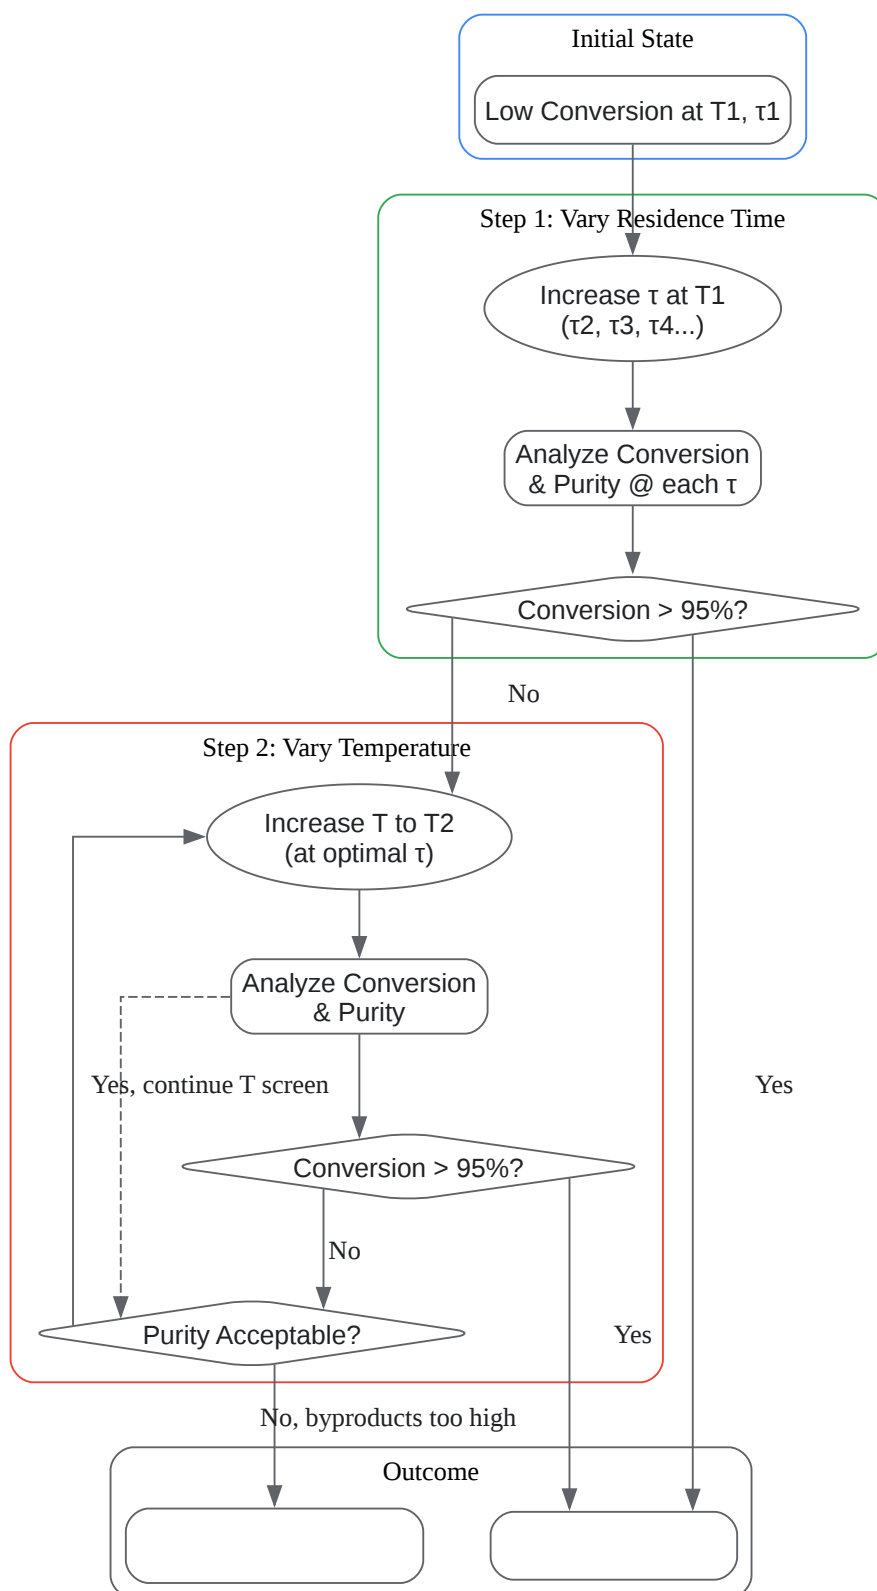 Initial State
Low Conversion at T1, τ1
Step 1: Vary Residence Time
Increase τ at T1
(τ2, τ3, τ4...)
Analyze Conversion
& Purity @ each τ
Conversion > 95%?
No
Step 2: Vary Temperature
Increase T to T2
(at optimal τ)
Analyze Conversion
& Purity
Yes, continue T screen
Yes
Conversion > 95%?
No
Purity Acceptable?
Yes
No, byproducts too high
Outcome